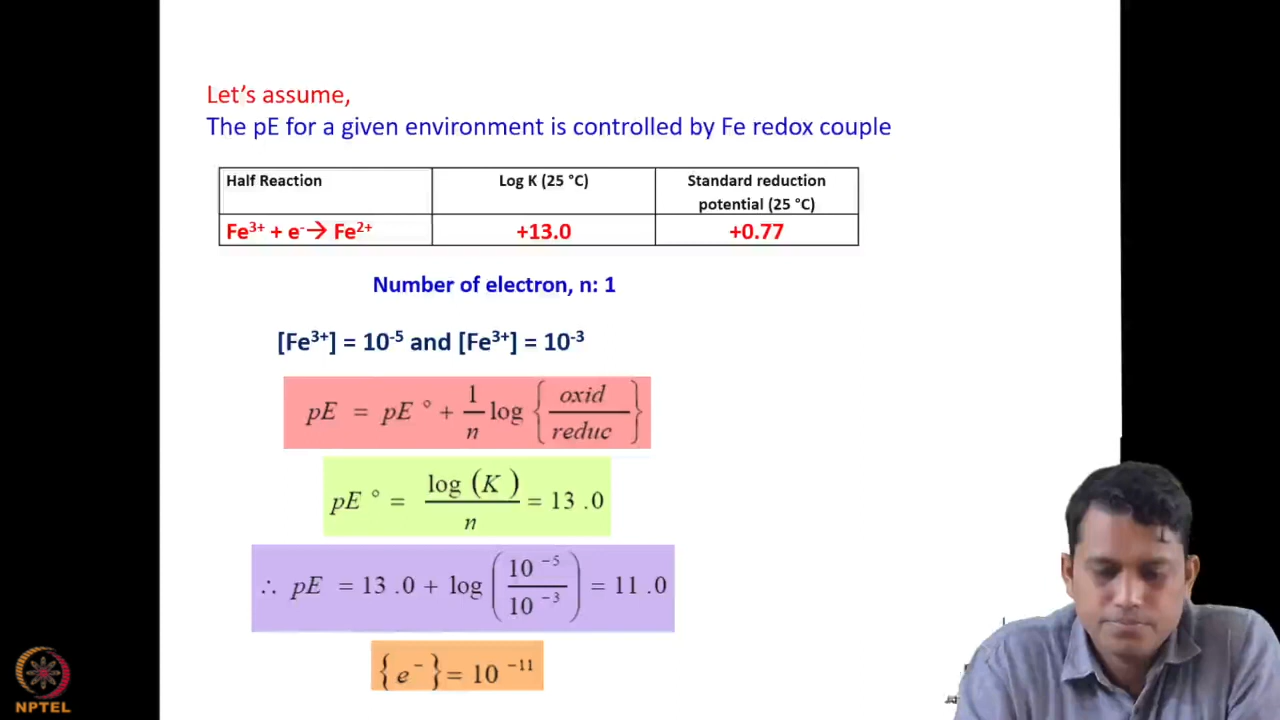 Let's assume,
The pE for a given environment is controlled by Fe redox couple
Half Reaction Log K (25 °C) Standard reduction potential (25 °C)
Fe³⁺ + e⁻→ Fe²⁺ +13.0 +0.77
Number of electron, n: 1
[Fe³⁺] = 10⁻⁵ and [Fe³⁺] = 10⁻³
pE = pE ° + 1/n log { oxid / reduc }
pE ° = log (K) / n = 13 .0
∴ pE = 13 .0 + log ( 10 ⁻⁵ / 10 ⁻³ ) = 11 .0
{ e⁻ } = 10 ⁻¹¹
NPTEL